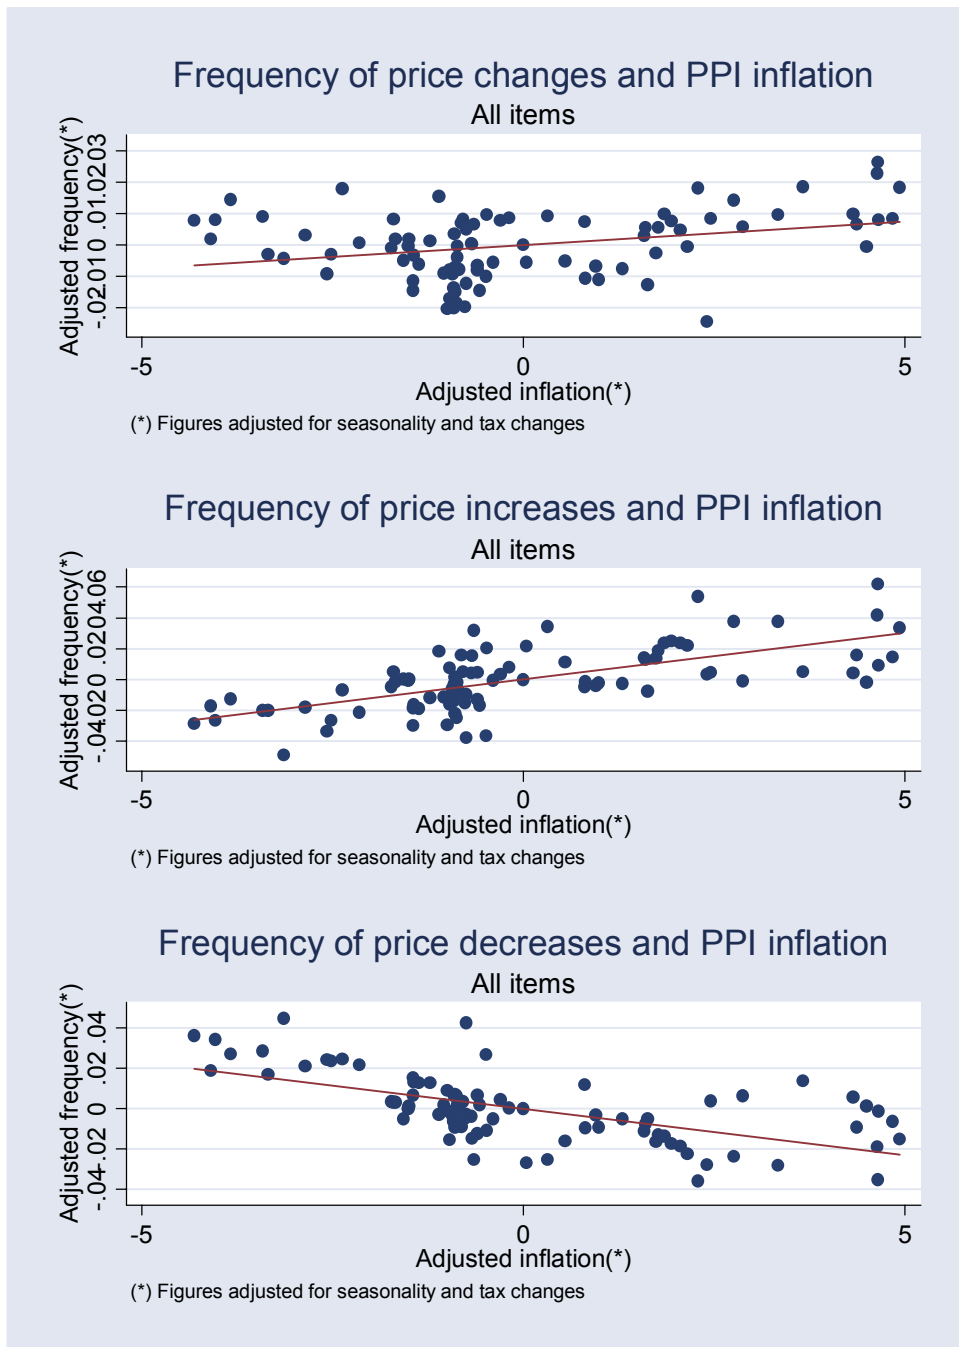 Frequency of price changes and PPI inflation
All items
Adjusted frequency(*)
-.02
-.01
0
.01
.02
.03
-5
0
5
Adjusted inflation(*)
(*) Figures adjusted for seasonality and tax changes
Frequency of price increases and PPI inflation
All items
Adjusted frequency(*)
-.04
-.02
0
.02
.04
.06
-5
0
5
Adjusted inflation(*)
(*) Figures adjusted for seasonality and tax changes
Frequency of price decreases and PPI inflation
All items
Adjusted frequency(*)
-.04
-.02
0
.02
.04
-5
0
5
Adjusted inflation(*)
(*) Figures adjusted for seasonality and tax changes